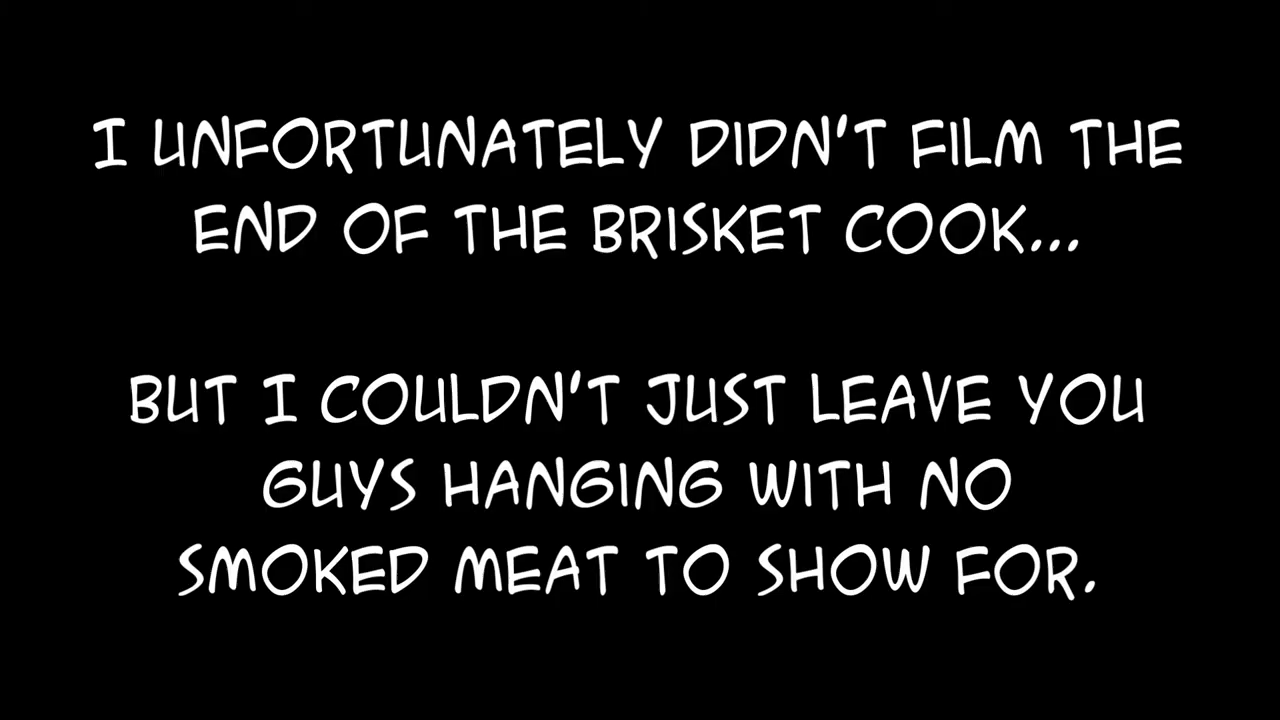 I UNFORTUNATELY DIDN'T FILM THE
END OF THE BRISKET COOK...
BUT I COULDN'T JUST LEAVE YOU
GUYS HANGING WITH NO
SMOKED MEAT TO SHOW FOR.